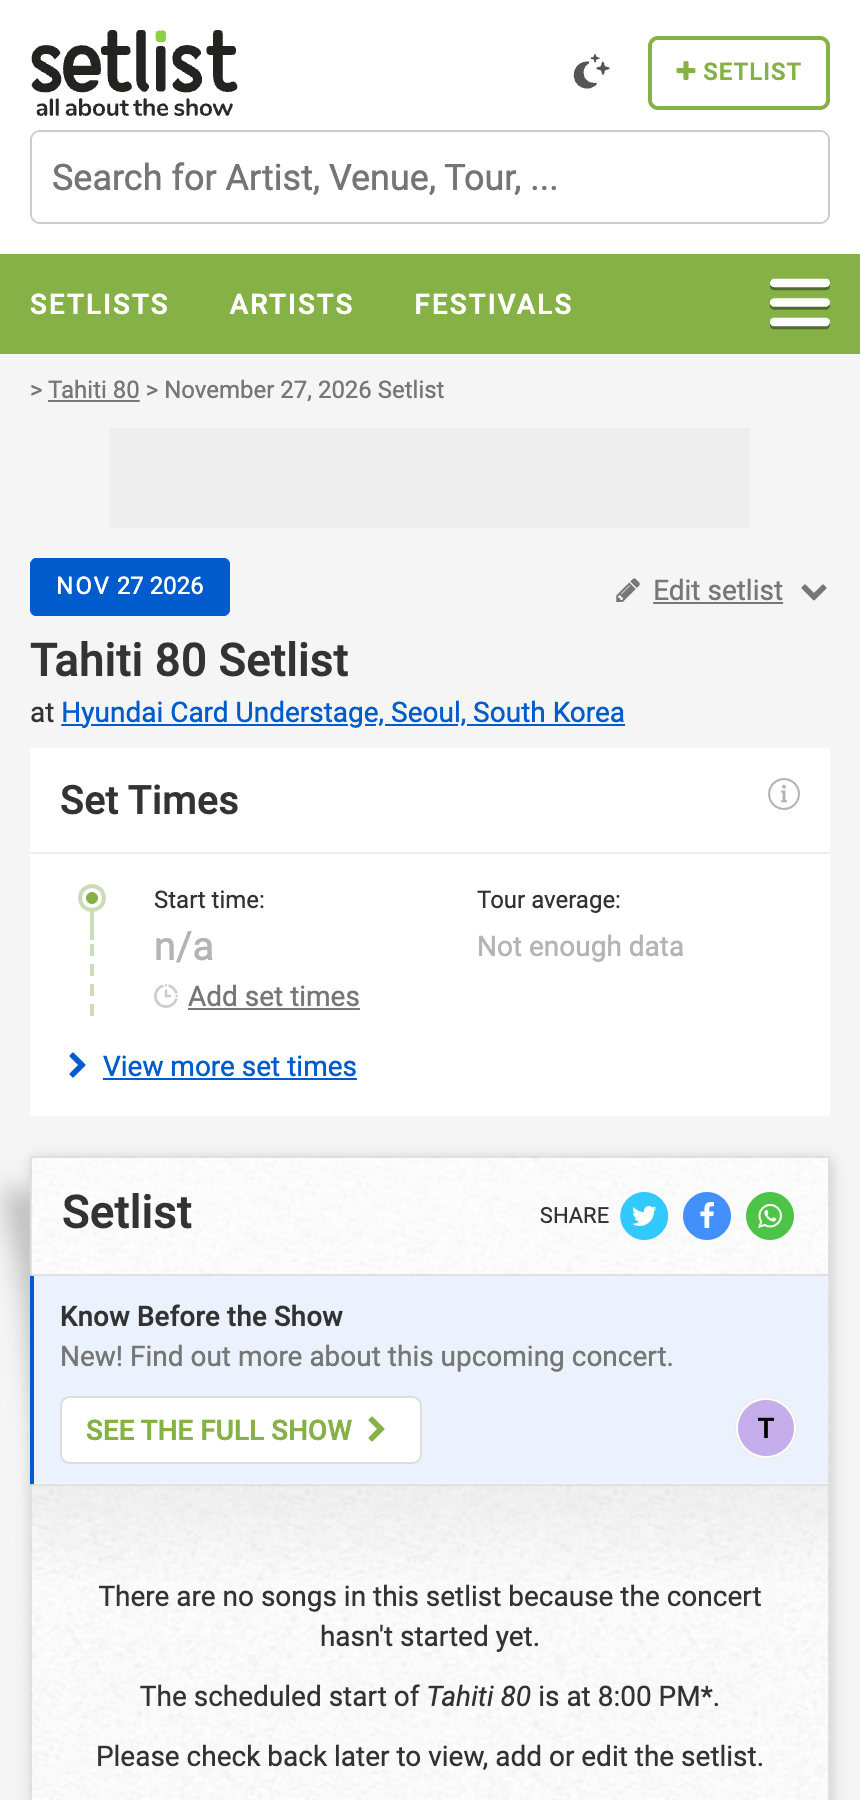 setlist
all about the show
+ SETLIST
Search for Artist, Venue, Tour, ...
SETLISTS ARTISTS FESTIVALS
> Tahiti 80 > November 27, 2026 Setlist
NOV 27 2026
Edit setlist
Tahiti 80 Setlist
at Hyundai Card Understage, Seoul, South Korea
Set Times
Start time:
n/a
Add set times
Tour average:
Not enough data
View more set times
Setlist
SHARE
Know Before the Show
New! Find out more about this upcoming concert.
SEE THE FULL SHOW
T
There are no songs in this setlist because the concert
hasn't started yet.
The scheduled start of Tahiti 80 is at 8:00 PM*.
Please check back later to view, add or edit the setlist.